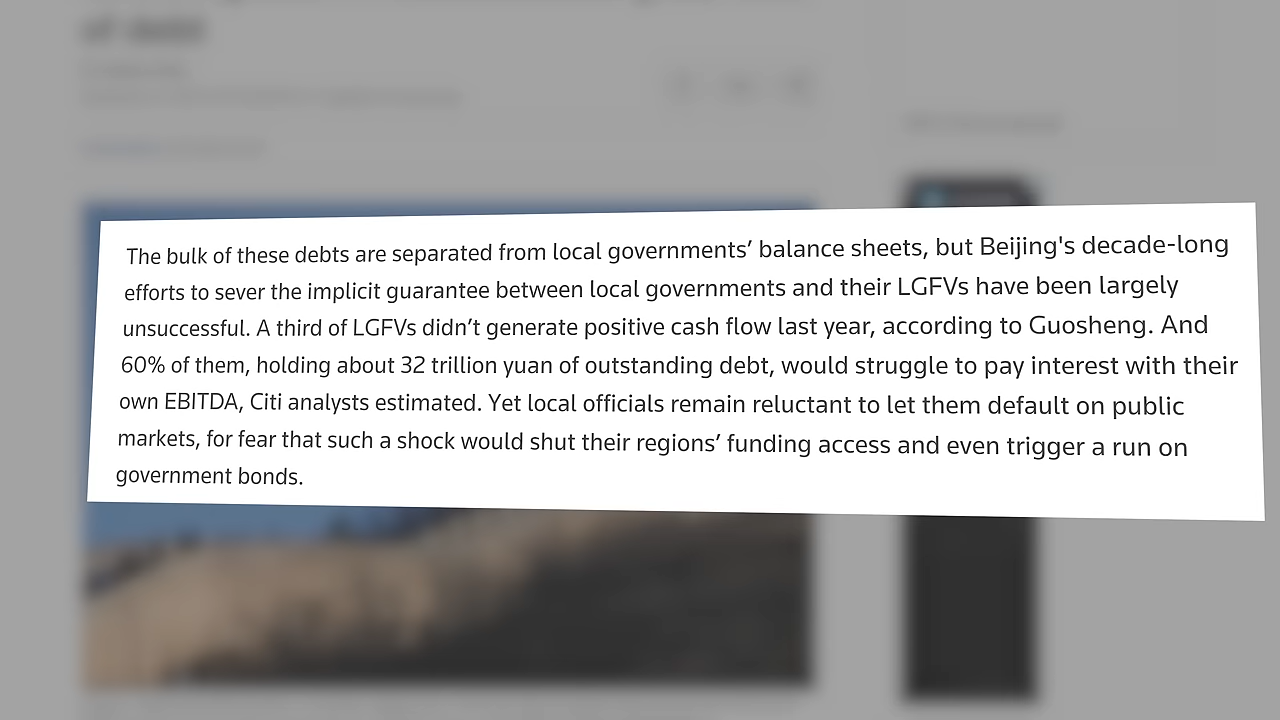 of debt
The bulk of these debts are separated from local governments’ balance sheets, but Beijing's decade-long
efforts to sever the implicit guarantee between local governments and their LGFVs have been largely
unsuccessful. A third of LGFVs didn’t generate positive cash flow last year, according to Guosheng. And
60% of them, holding about 32 trillion yuan of outstanding debt, would struggle to pay interest with their
own EBITDA, Citi analysts estimated. Yet local officials remain reluctant to let them default on public
markets, for fear that such a shock would shut their regions’ funding access and even trigger a run on
government bonds.